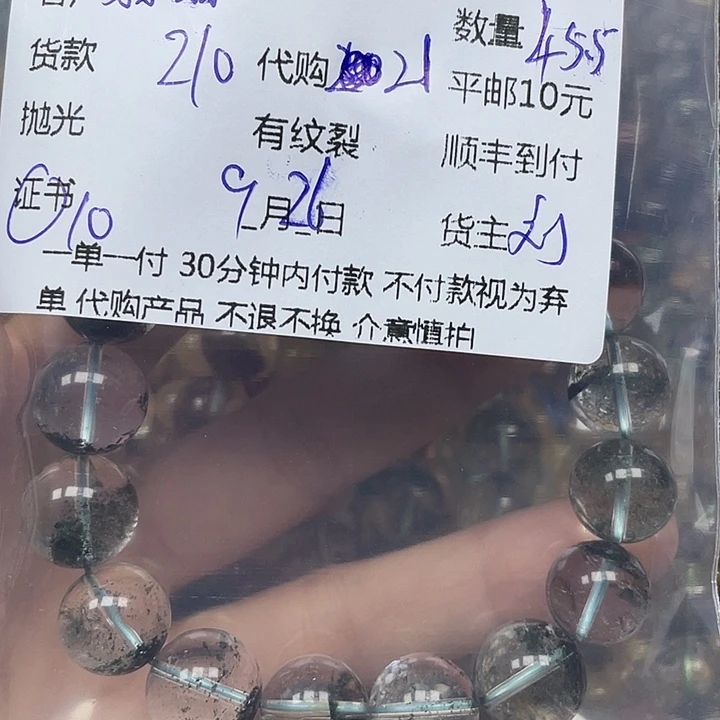 数量 45.5
货款 210 代购 21 平邮10元
抛光 有纹裂 顺丰到付
证书 10 9月26日 货主
一单一付 30分钟内付款 不付款视为弃
单 代购产品 不退不换 介意慎拍